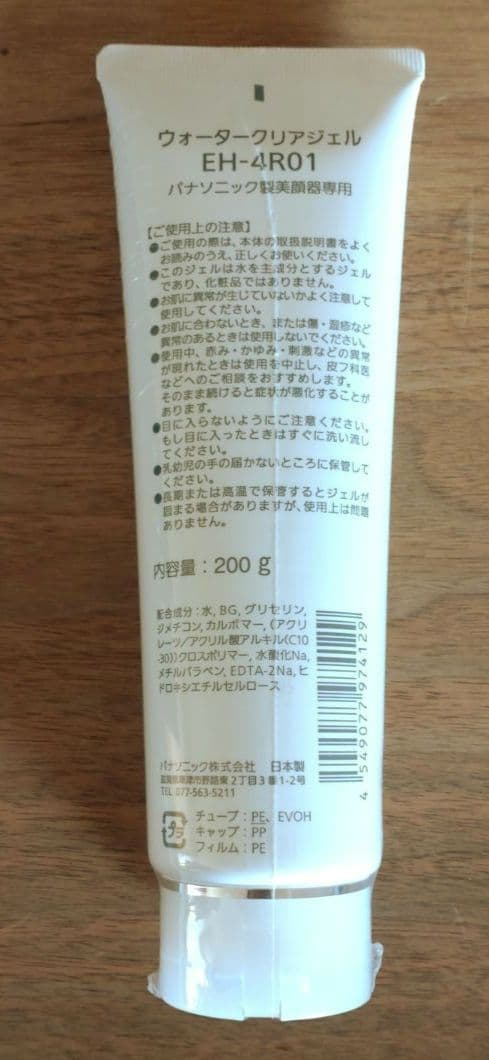 ウォータークリアジェル
EH-4R01
パナソニック製美顔器専用
【ご使用上の注意】
●ご使用の際は、本体の取扱説明書をよく
お読みのうえ、正しくお使いください。
●このジェルは水を主成分とするジェル
であり、化粧品ではありません。
●お肌に異常が生じていないかよく注意して
使用してください。
●お肌に合わないとき、または傷・湿疹など
異常のあるときは使用しないでください。
●使用中、赤み・かゆみ・刺激などの異常
が現れたときは使用を中止し、皮フ科医
などへのご相談をおすすめします。
そのまま続けると症状が悪化することが
あります。
●目に入らないようにご注意ください。
もし目に入ったときはすぐに洗い流し
てください。
●乳幼児の手の届かないところに保管して
ください。
●長期または高温で保管するとジェルが
固まる場合がありますが、使用上は問題
ありません。
内容量：200 g
配合成分：水, BG, グリセリン,
ジメチコン, カルボマー, (アクリ
レーツ/アクリル酸アルキル(C10
-30))クロスポリマー, 水酸化Na,
メチルパラベン, EDTA-2Na, ヒ
ドロキシエチルセルロース
4 549077 974129
パナソニック株式会社 日本製
滋賀県草津市野路東2丁目3番1-2号
TEL 077-563-5211
プラ
チューブ：PE、EVOH
キャップ：PP
フィルム：PE